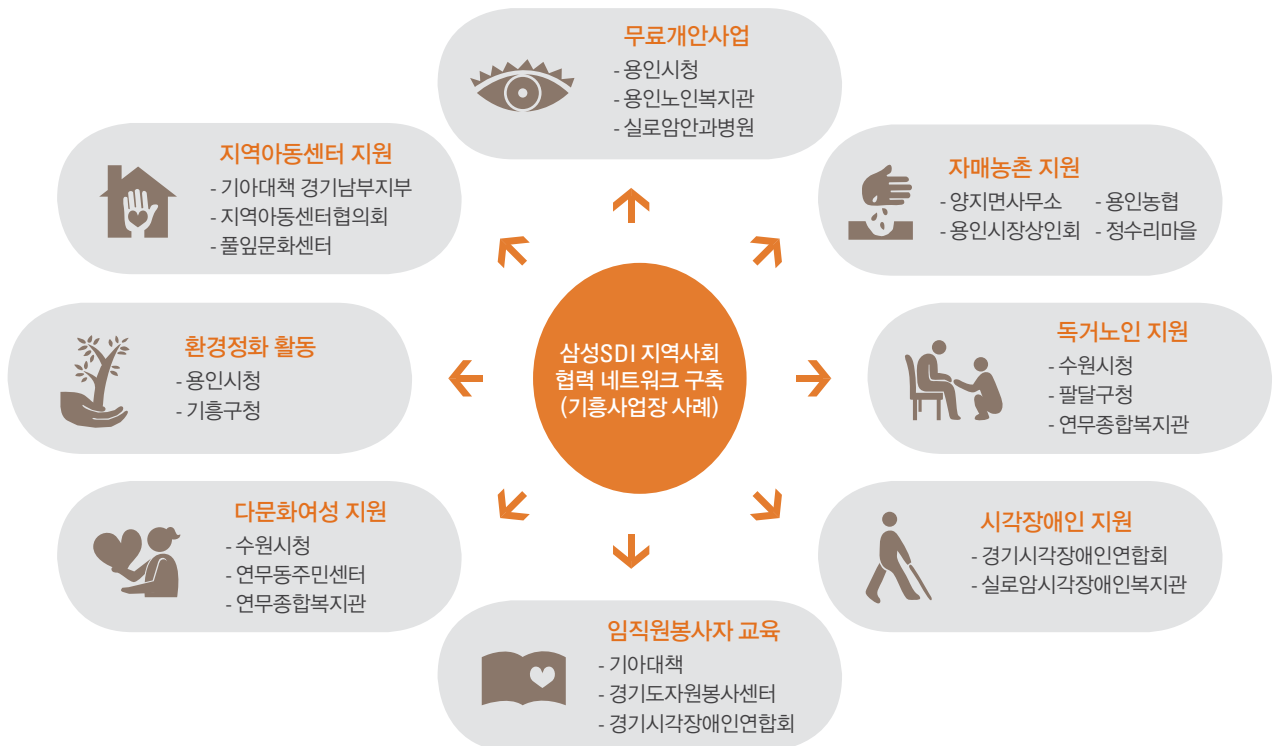 무료개안사업
- 용인시청
- 용인노인복지관
- 실로암안과병원
지역아동센터 지원
- 기아대책 경기남부지부
- 지역아동센터협의회
- 풀잎문화센터
자매농촌 지원
- 양지면사무소 - 용인농협
- 용인시장상인회 - 정수리마을
환경정화 활동
- 용인시청
- 기흥구청
삼성SDI 지역사회
협력 네트워크 구축
(기흥사업장 사례)
독거노인 지원
- 수원시청
- 팔달구청
- 연무종합복지관
다문화여성 지원
- 수원시청
- 연무동주민센터
- 연무종합복지관
시각장애인 지원
- 경기시각장애인연합회
- 실로암시각장애인복지관
임직원봉사자 교육
- 기아대책
- 경기도자원봉사센터
- 경기시각장애인연합회